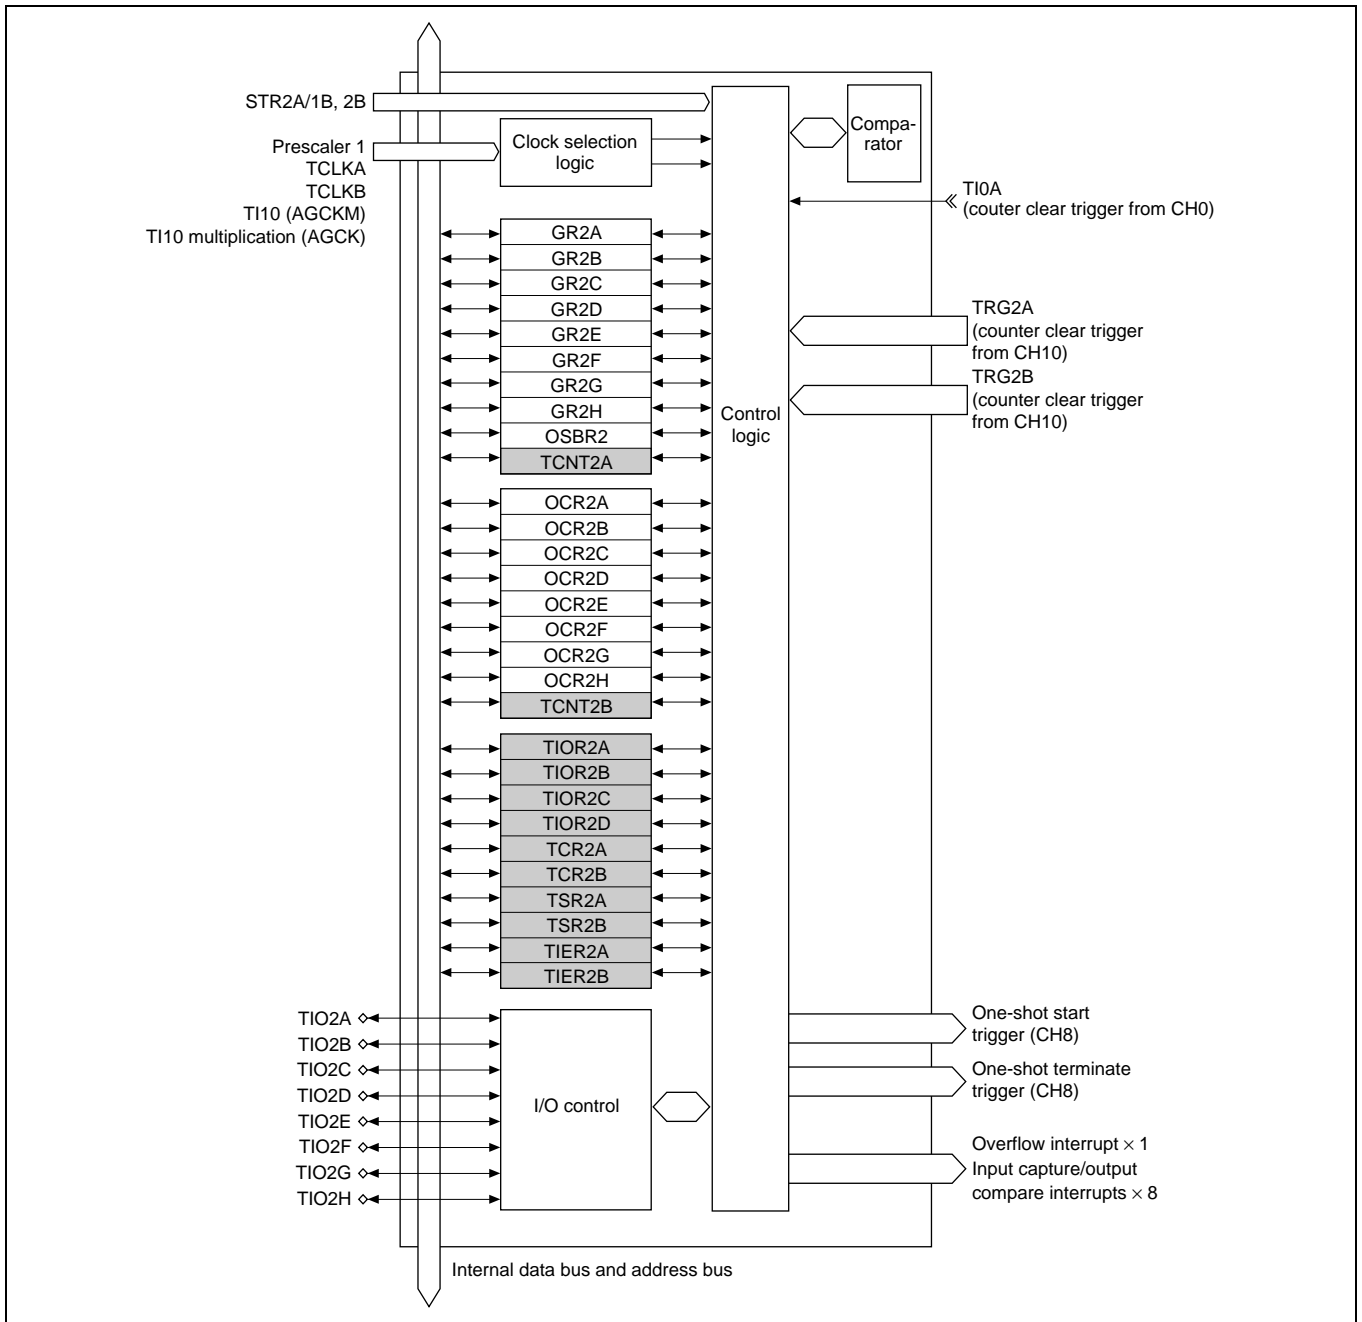 STR2A/1B, 2B
Prescaler 1
TCLKA
TCLKB
TI10 (AGCKM)
TI10 multiplication (AGCK)
Clock selection
logic
Compa-
rator
TI0A
(couter clear trigger from CH0)
GR2A
GR2B
GR2C
GR2D
GR2E
GR2F
GR2G
GR2H
OSBR2
TCNT2A
TRG2A
(counter clear trigger
from CH10)
TRG2B
(counter clear trigger
from CH10)
Control
logic
OCR2A
OCR2B
OCR2C
OCR2D
OCR2E
OCR2F
OCR2G
OCR2H
TCNT2B
TIOR2A
TIOR2B
TIOR2C
TIOR2D
TCR2A
TCR2B
TSR2A
TSR2B
TIER2A
TIER2B
TIO2A
TIO2B
TIO2C
TIO2D
TIO2E
TIO2F
TIO2G
TIO2H
I/O control
One-shot start
trigger (CH8)
One-shot terminate
trigger (CH8)
Overflow interrupt × 1
Input capture/output
compare interrupts × 8
Internal data bus and address bus